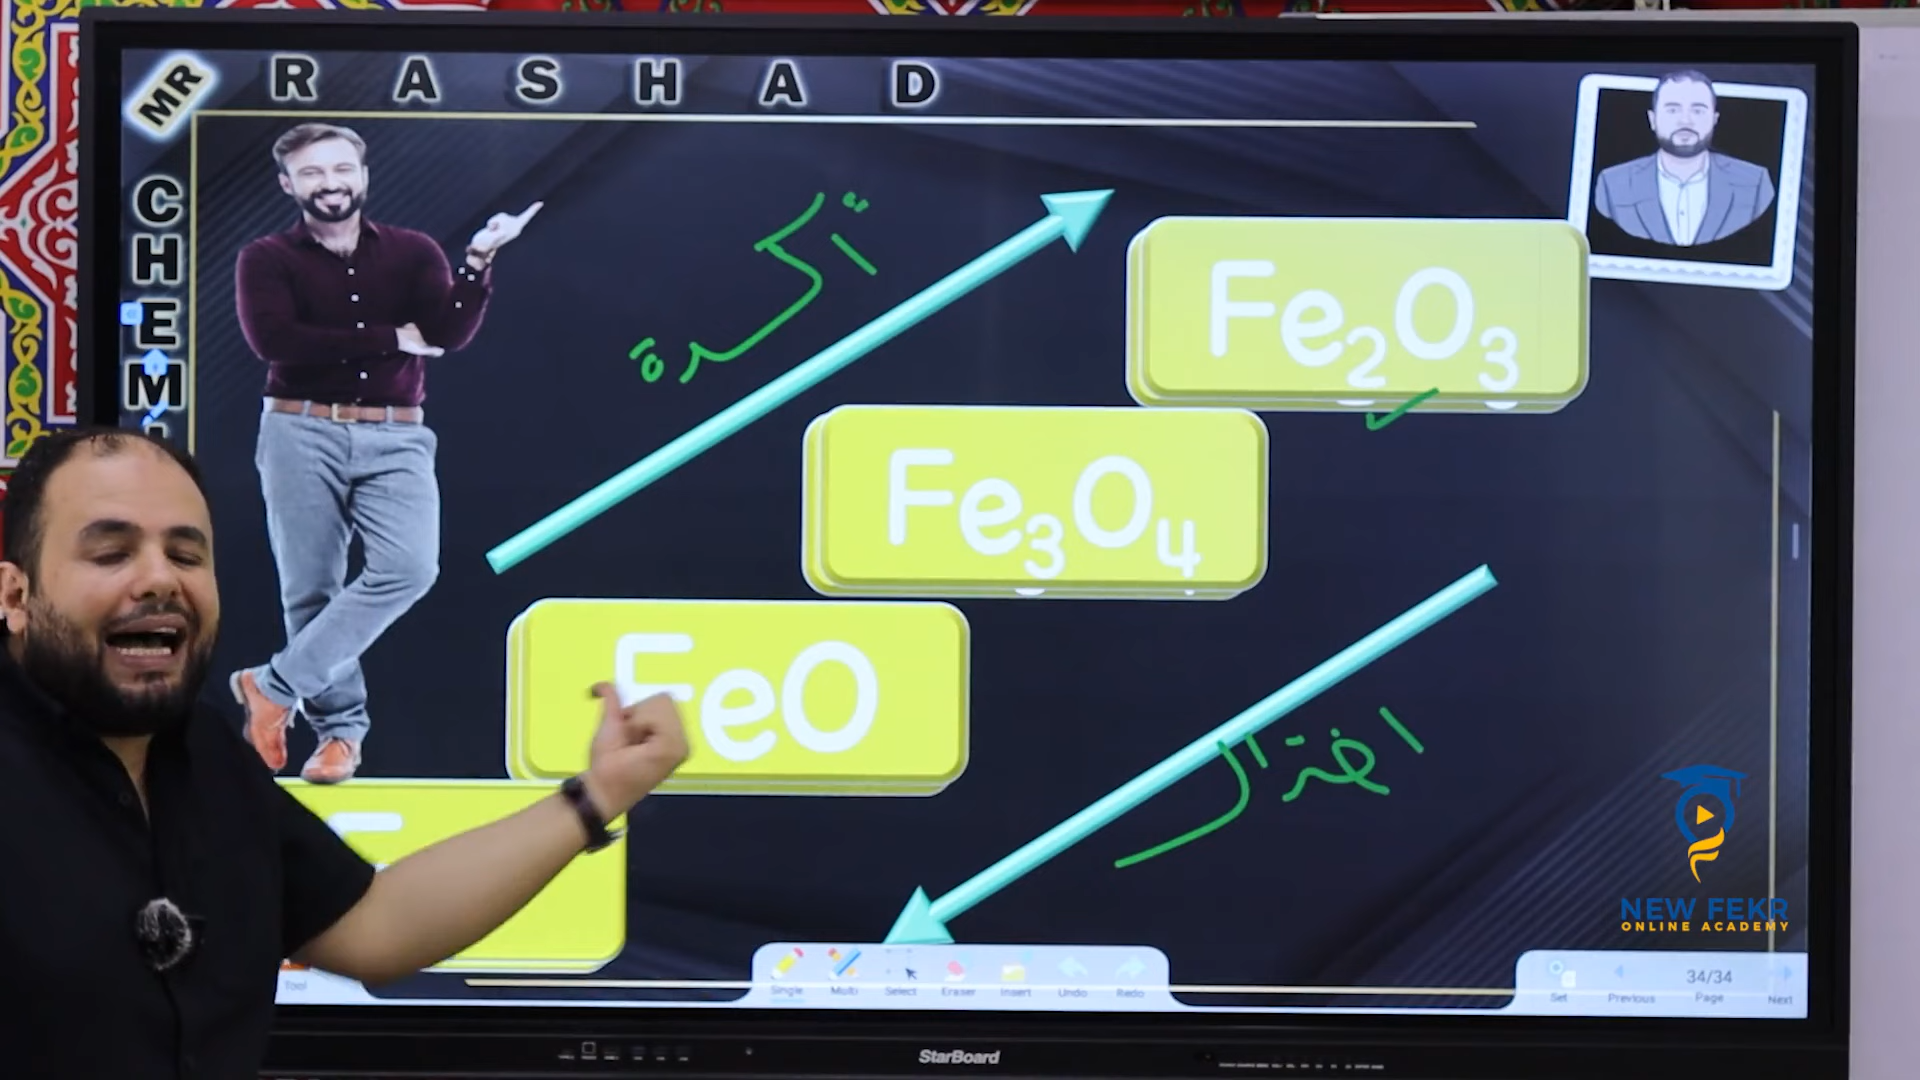 MR
R A S H A D
C
H
E
M
أكسدة
Fe2O3
Fe3O4
FeO
اختزال
NEW FEKR
ONLINE ACADEMY
Tool
Single
Multi
Select
Eraser
Insert
Undo
Redo
Set
Previous
34/34
Page
Next
StarBoard